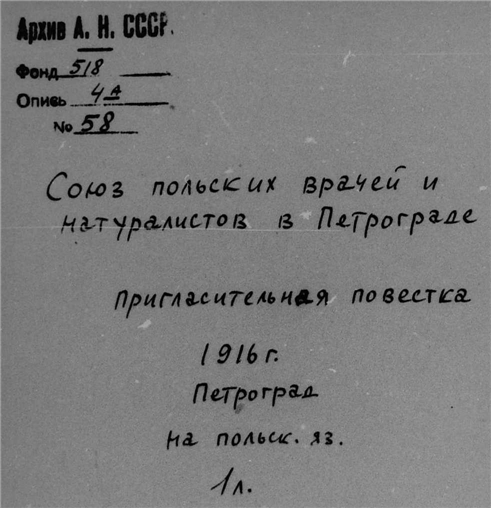 Архив А. Н. СССР.
Фонд 518
Опись 4А
№ 58
Союз польских врачей и
натуралистов в Петрограде
Пригласительная повестка
1916 г.
Петроград
на польск. яз.
1 л.